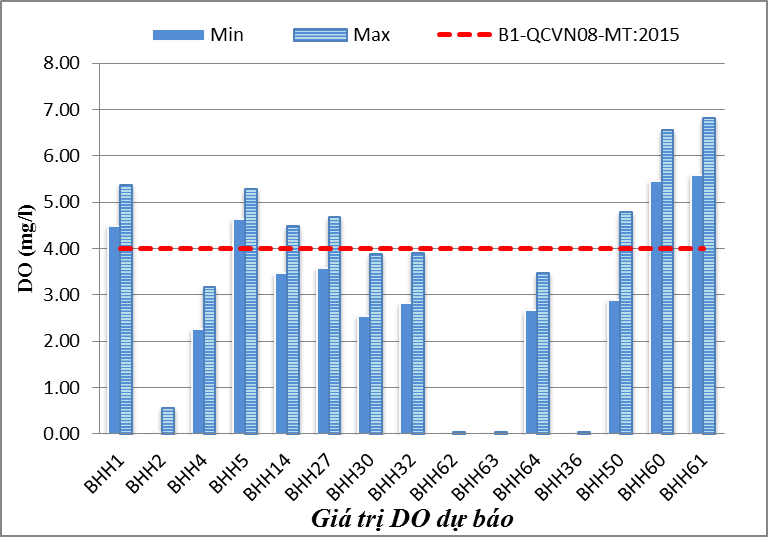 Min Max B1-QCVN08-MT:2015
8.00
7.00
6.00
5.00
4.00
3.00
2.00
1.00
0.00
DO (mg/l)
BHH1 BHH2 BHH4 BHH5 BHH14 BHH27 BHH30 BHH32 BHH62 BHH63 BHH64 BHH36 BHH50 BHH60 BHH61
Giá trị DO dự báo